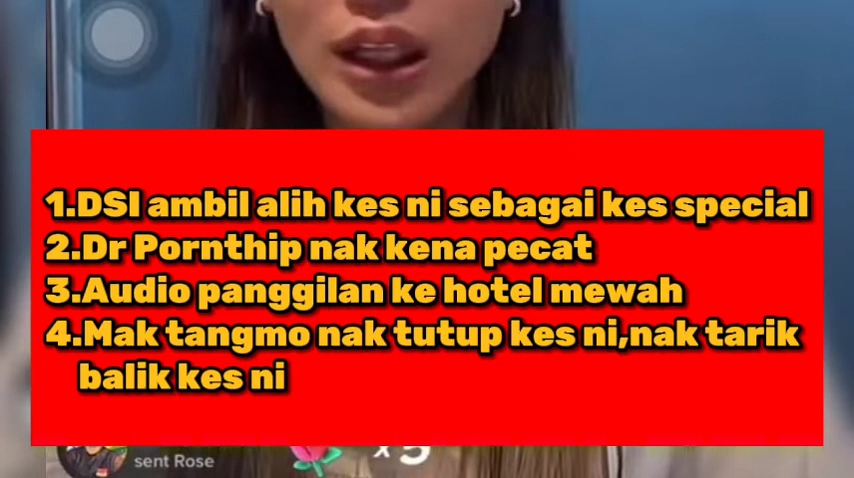 1.DSI ambil alih kes ni sebagai kes special
2.Dr Pornthip nak kena pecat
3.Audio panggilan ke hotel mewah
4.Mak tangmo nak tutup kes ni,nak tarik
balik kes ni
sent Rose
x5